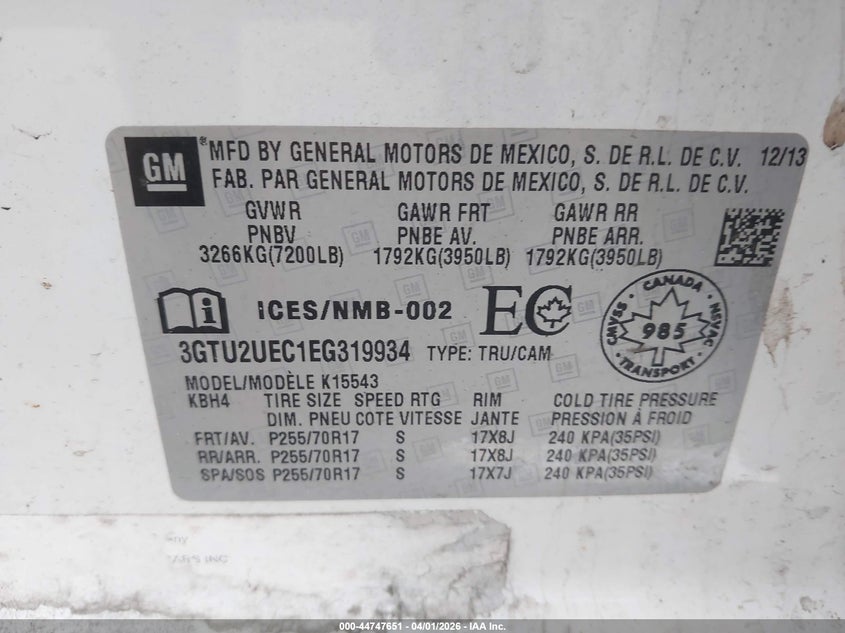 GM
® MFD BY GENERAL MOTORS DE MEXICO, S. DE R.L. DE C.V. 12/13
FAB. PAR GENERAL MOTORS DE MEXICO, S. DE R.L. DE C.V.
GVWR GAWR FRT GAWR RR
PNBV PNBE AV. PNBE ARR.
3266KG(7200LB) 1792KG(3950LB) 1792KG(3950LB)
i ICES/NMB-002 EC
CANADA
CMVSS 985 NSVAC
TRANSPORT
3GTU2UEC1EG319934 TYPE: TRU/CAM
MODEL/MODÈLE K15543
KBH4 TIRE SIZE SPEED RTG RIM COLD TIRE PRESSURE
DIM. PNEU COTE VITESSE JANTE PRESSION À FROID
FRT/AV. P255/70R17 S 17X8J 240 KPA(35PSI)
RR/ARR. P255/70R17 S 17X8J 240 KPA(35PSI)
SPA/SOS P255/70R17 S 17X7J 240 KPA(35PSI)
INC
000-44747651 - 04/01/2026 - IAA Inc.